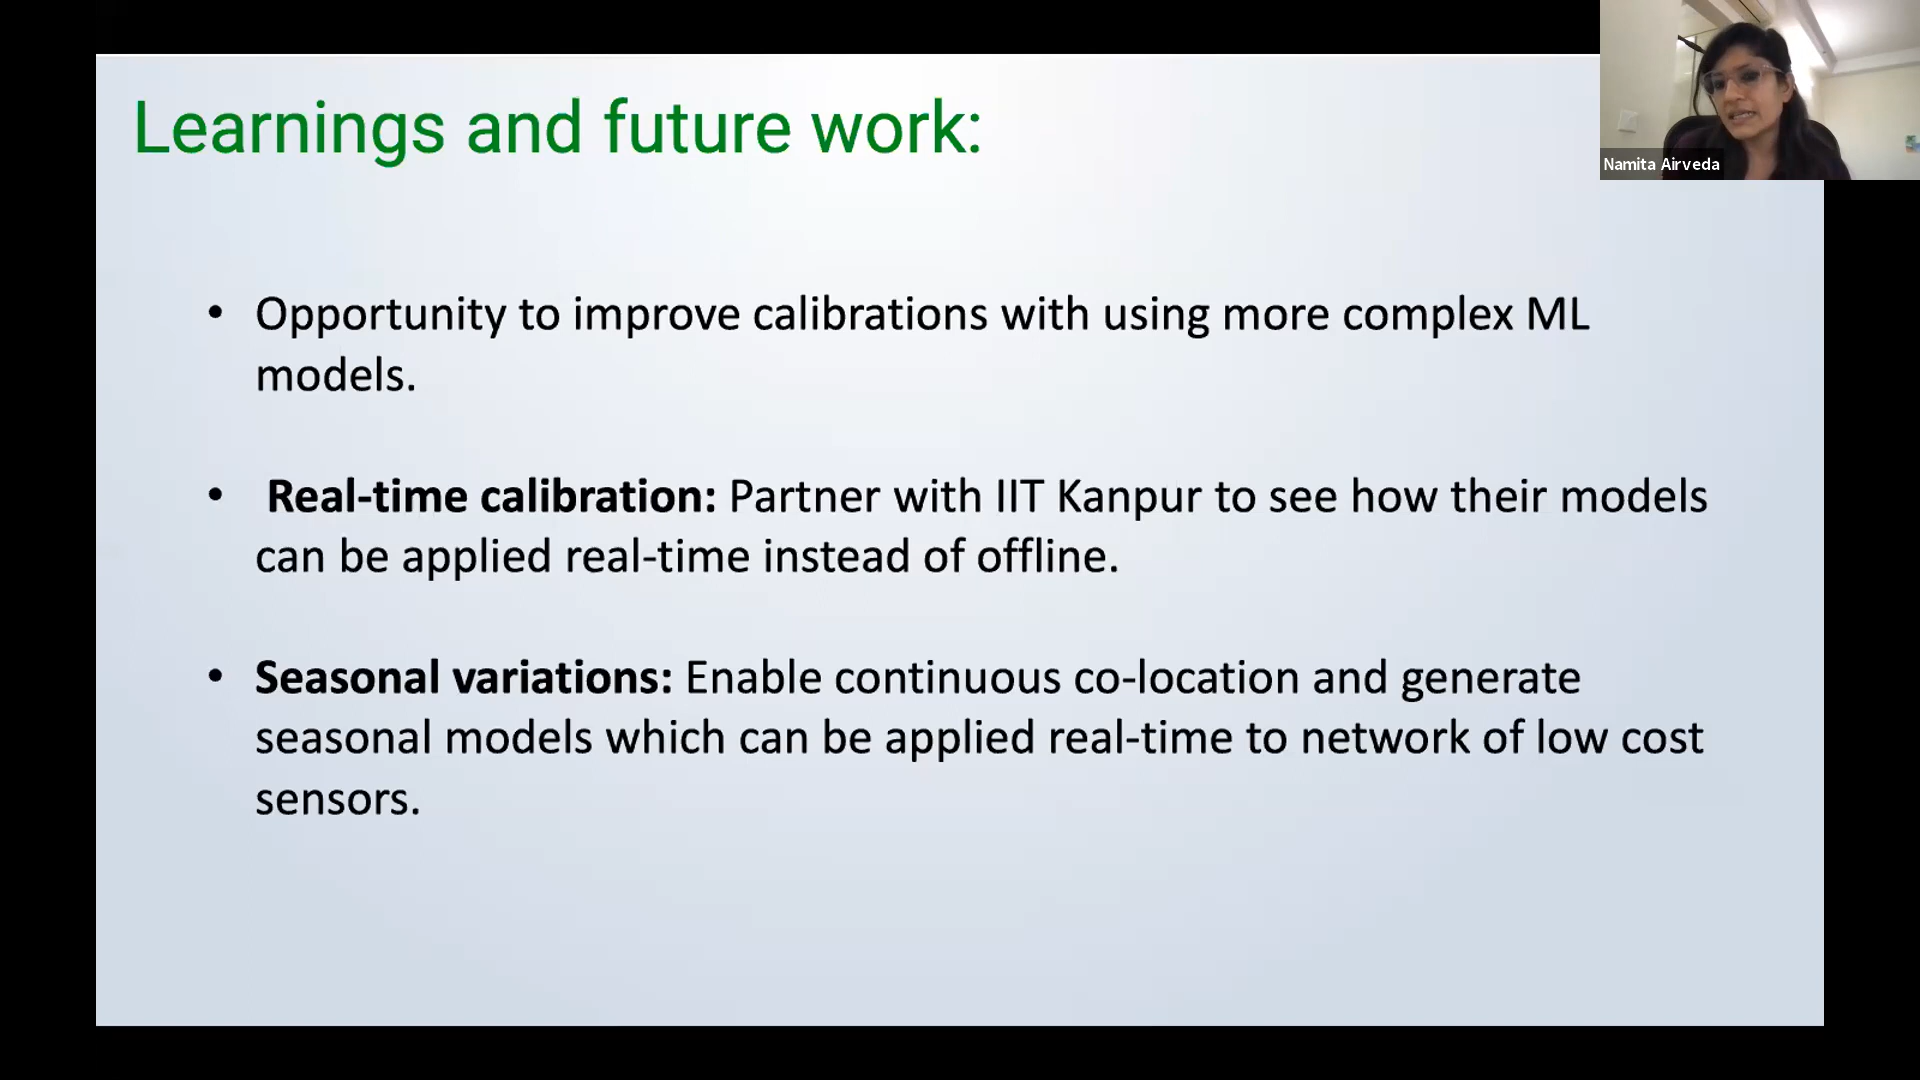 Learnings and future work:
Namita Airveda
• Opportunity to improve calibrations with using more complex ML
models.
• Real-time calibration: Partner with IIT Kanpur to see how their models
can be applied real-time instead of offline.
• Seasonal variations: Enable continuous co-location and generate
seasonal models which can be applied real-time to network of low cost
sensors.